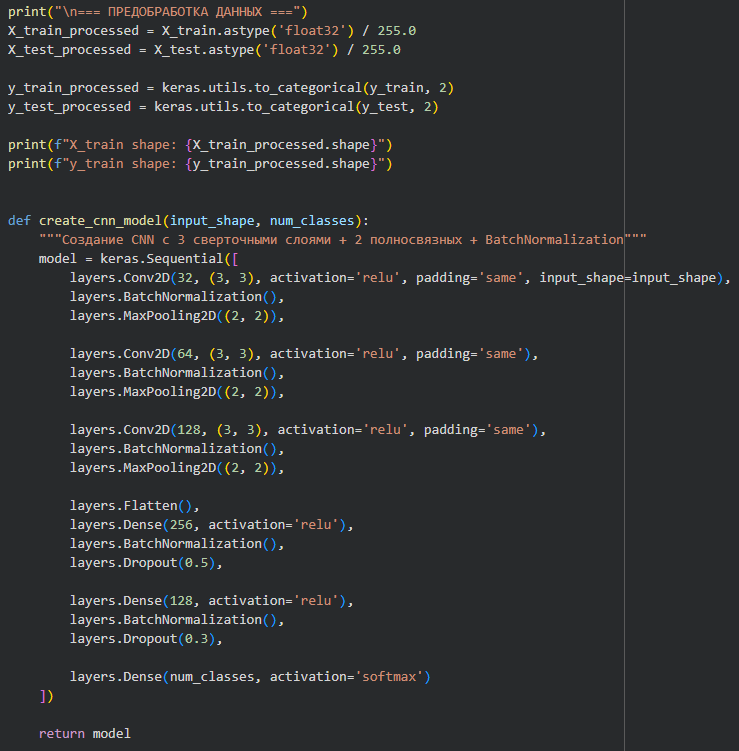 print("\n=== ПРЕДОБРАБОТКА ДАННЫХ ===")
X_train_processed = X_train.astype('float32') / 255.0
X_test_processed = X_test.astype('float32') / 255.0

y_train_processed = keras.utils.to_categorical(y_train, 2)
y_test_processed = keras.utils.to_categorical(y_test, 2)

print(f"X_train shape: {X_train_processed.shape}")
print(f"y_train shape: {y_train_processed.shape}")


def create_cnn_model(input_shape, num_classes):
    """Создание CNN с 3 сверточными слоями + 2 полносвязных + BatchNormalization"""
    model = keras.Sequential([
        layers.Conv2D(32, (3, 3), activation='relu', padding='same', input_shape=input_shape),
        layers.BatchNormalization(),
        layers.MaxPooling2D((2, 2)),

        layers.Conv2D(64, (3, 3), activation='relu', padding='same'),
        layers.BatchNormalization(),
        layers.MaxPooling2D((2, 2)),

        layers.Conv2D(128, (3, 3), activation='relu', padding='same'),
        layers.BatchNormalization(),
        layers.MaxPooling2D((2, 2)),

        layers.Flatten(),
        layers.Dense(256, activation='relu'),
        layers.BatchNormalization(),
        layers.Dropout(0.5),

        layers.Dense(128, activation='relu'),
        layers.BatchNormalization(),
        layers.Dropout(0.3),

        layers.Dense(num_classes, activation='softmax')
    ])

    return model